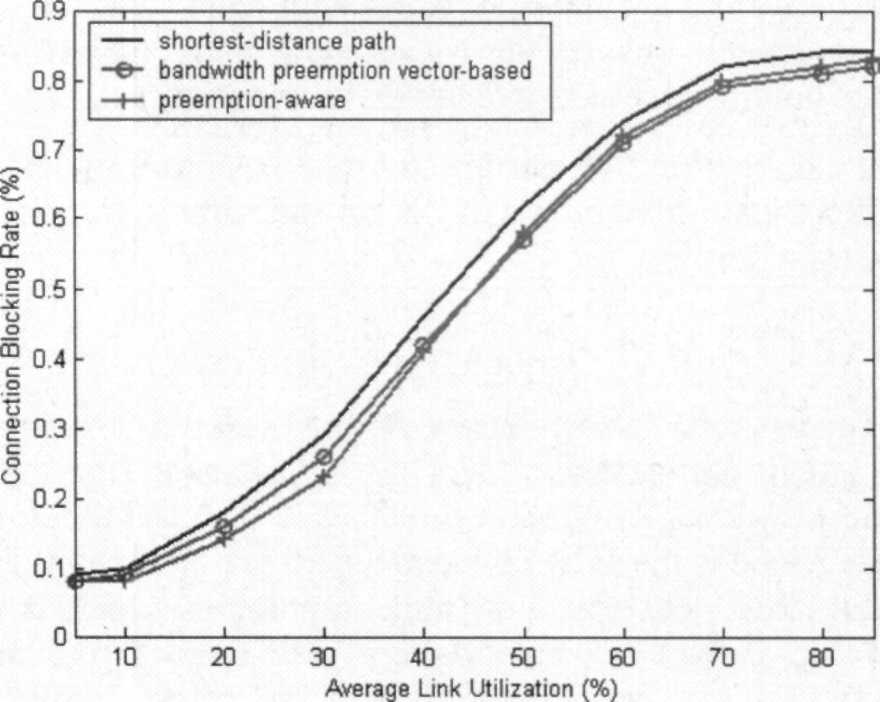 0.9
0.8
0.7
0.6
0.5
0.4
0.3
0.2
0.1
0
shortest-distance path
bandwidth preemption vector-based
preemption-aware
Connection Blocking Rate (%)
10 20 30 40 50 60 70 80
Average Link Utilization (%)